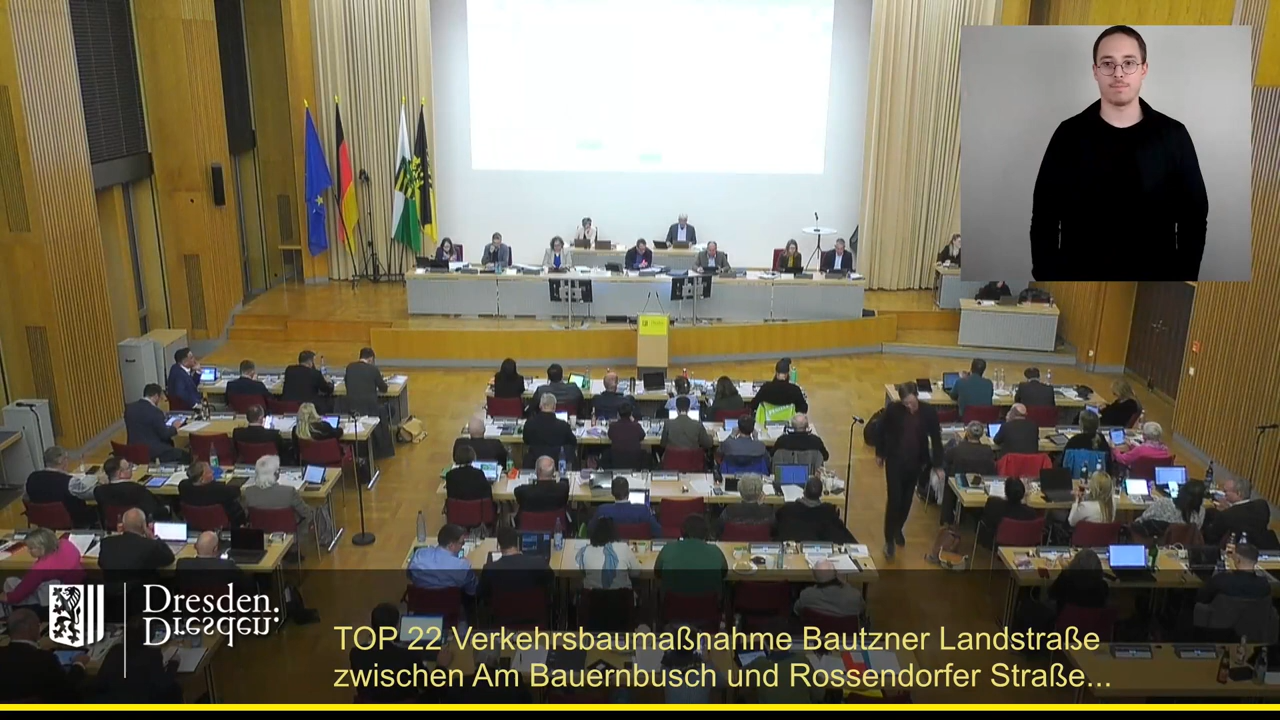 Dresden.
Dresden.
TOP 22 Verkehrsbaumaßnahme Bautzner Landstraße
zwischen Am Bauernbusch und Rossendorfer Straße...